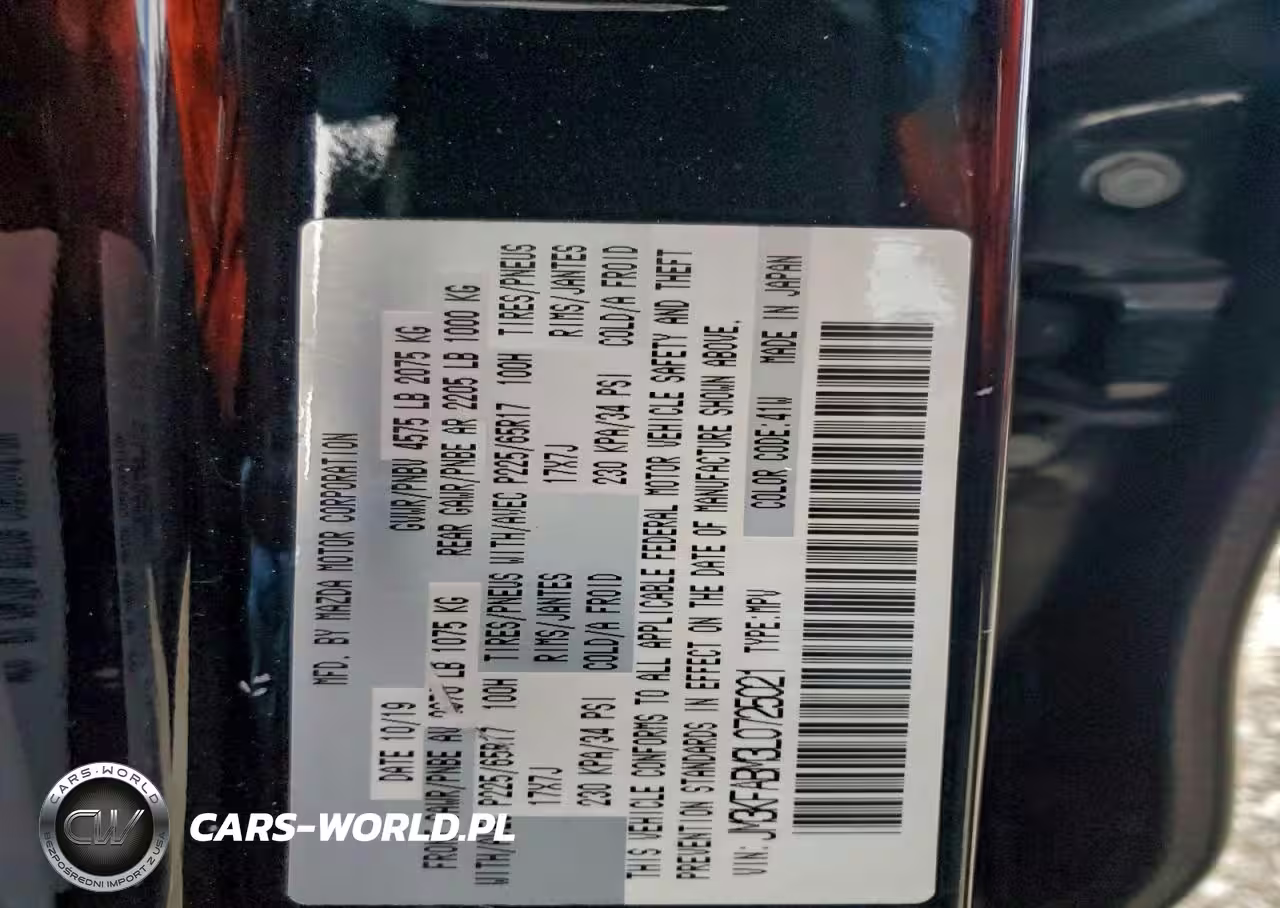 MFD. BY MAZDA MOTOR CORPORATION
DATE 10/19 GVWR/PNBV 4575 LB 2075 KG
LB 1075 KG REAR GAWR/PNBE AR 2205 LB 1000 KG
P225/65R17 100H TIRES/PNEUS WITH/AVEC P225/65R17 100H TIRES/PNEUS
17X7J RIMS/JANTES 17X7J RIMS/JANTES
230 KPA/34 PSI COLD/A FROID 230 KPA/34 PSI COLD/A FROID
THIS VEHICLE CONFORMS TO ALL APPLICABLE FEDERAL MOTOR VEHICLE SAFETY AND THEFT
PREVENTION STANDARDS IN EFFECT ON THE DATE OF MANUFACTURE SHOWN ABOVE.
VIN: JM3KFABM3L0725021 TYPE:MPV COLOR CODE:41W MADE IN JAPAN
CARS-WORLD
CW
BEZPOŚREDNI IMPORT Z USA
CARS-WORLD.PL